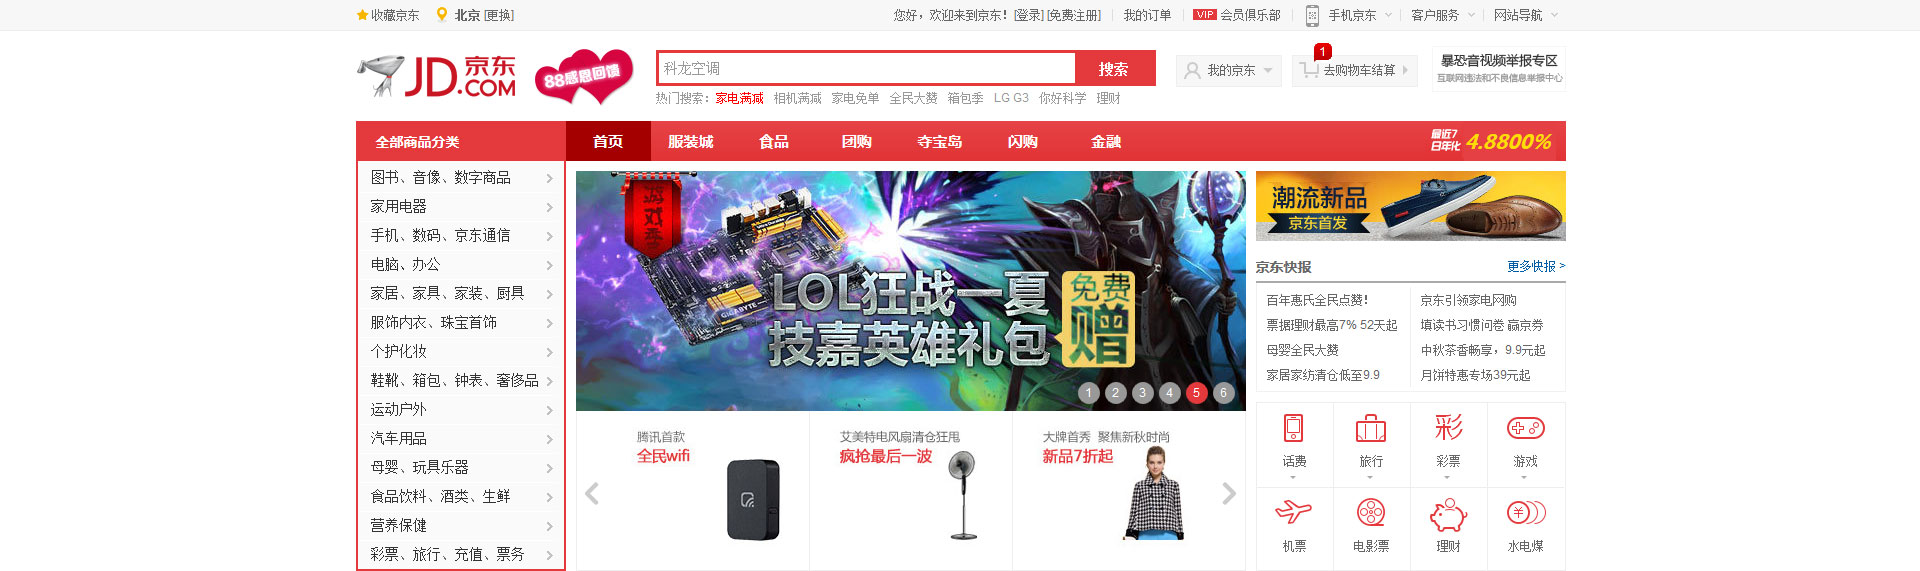 收藏京东 北京 [更换] 您好，欢迎来到京东！[登录] [免费注册] 我的订单 VIP 会员俱乐部 手机京东 客户服务 网站导航
JD.COM 京东
88感恩回馈
科龙空调 搜索
我的京东
1
去购物车结算
暴恐音视频举报专区
互联网违法和不良信息举报中心
热门搜索： 家电满减 相机满减 家电免单 全民大赞 箱包季 LG G3 你好科学 理财
全部商品分类 首页 服装城 食品 团购 夺宝岛 闪购 金融
最近7
日年化 4.8800%
图书、音像、数字商品
家用电器
手机、数码、京东通信
电脑、办公
家居、家具、家装、厨具
服饰内衣、珠宝首饰
个护化妆
鞋靴、箱包、钟表、奢侈品
运动户外
汽车用品
母婴、玩具乐器
食品饮料、酒类、生鲜
营养保健
彩票、旅行、充值、票务
游戏季
GIGABYTE
LOL狂战一夏
技嘉英雄礼包
免费
赠
1 2 3 4 5 6
腾讯首款
全民wifi
艾美特电风扇清仓狂甩
疯抢最后一波
大牌首秀 聚焦新秋时尚
新品7折起
潮流新品
京东首发
京东快报 更多快报 >
百年惠氏全民点赞！ 京东引领家电网购
票据理财最高7% 52天起 填读书习惯问卷 赢京券
母婴全民大赞 中秋茶香畅享，9.9元起
家居家纺清仓低至9.9 月饼特惠专场39元起
彩
话费 旅行 彩票 游戏
¥
机票 电影票 理财 水电煤